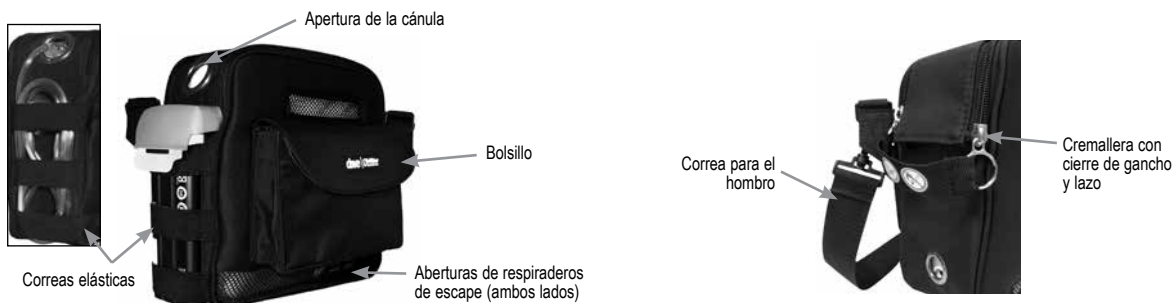 Apertura de la cánula
Bolsillo
Correas elásticas
Aberturas de respiraderos
de escape (ambos lados)
Correa para el
hombro
Cremallera con
cierre de gancho
y lazo